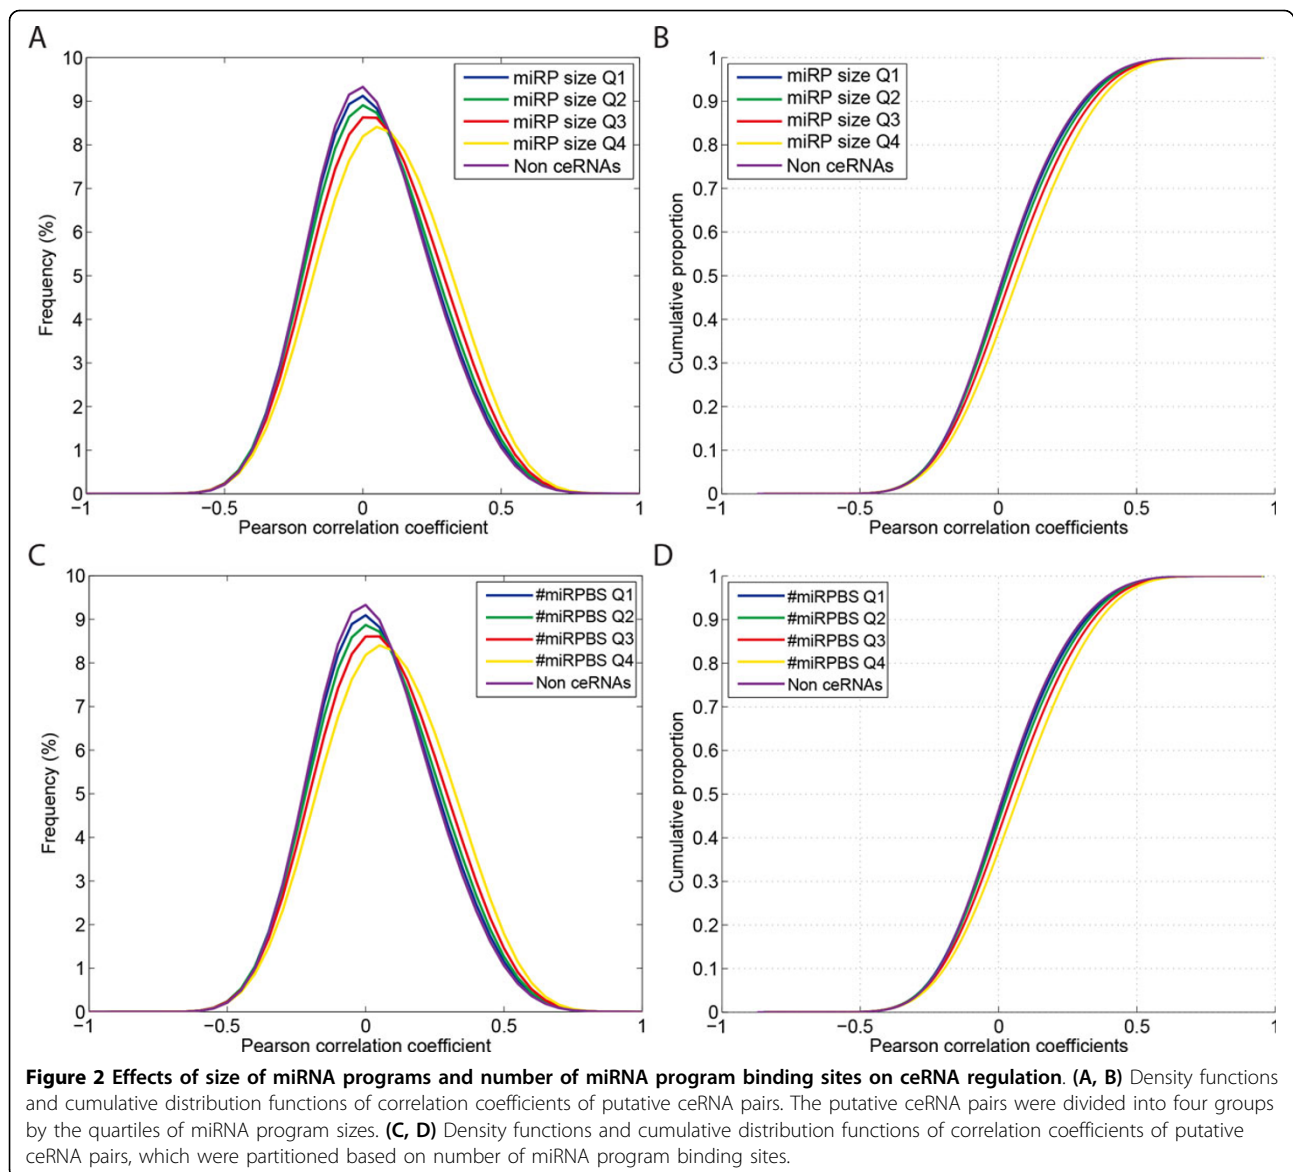 A
10
9
8
7
6
5
4
3
2
1
0
Frequency (%)
−1
−0.5
0
0.5
1
Pearson correlation coefficient
miRP size Q1
miRP size Q2
miRP size Q3
miRP size Q4
Non ceRNAs
B
1
0.9
0.8
0.7
0.6
0.5
0.4
0.3
0.2
0.1
0
Cumulative proportion
−1
−0.5
0
0.5
1
Pearson correlation coefficients
miRP size Q1
miRP size Q2
miRP size Q3
miRP size Q4
Non ceRNAs
C
10
9
8
7
6
5
4
3
2
1
0
Frequency (%)
−1
−0.5
0
0.5
1
Pearson correlation coefficient
#miRPBS Q1
#miRPBS Q2
#miRPBS Q3
#miRPBS Q4
Non ceRNAs
D
1
0.9
0.8
0.7
0.6
0.5
0.4
0.3
0.2
0.1
0
Cumulative proportion
−1
−0.5
0
0.5
1
Pearson correlation coefficients
#miRPBS Q1
#miRPBS Q2
#miRPBS Q3
#miRPBS Q4
Non ceRNAs
Figure 2 Effects of size of miRNA programs and number of miRNA program binding sites on ceRNA regulation. (A, B) Density functions
and cumulative distribution functions of correlation coefficients of putative ceRNA pairs. The putative ceRNA pairs were divided into four groups
by the quartiles of miRNA program sizes. (C, D) Density functions and cumulative distribution functions of correlation coefficients of putative
ceRNA pairs, which were partitioned based on number of miRNA program binding sites.